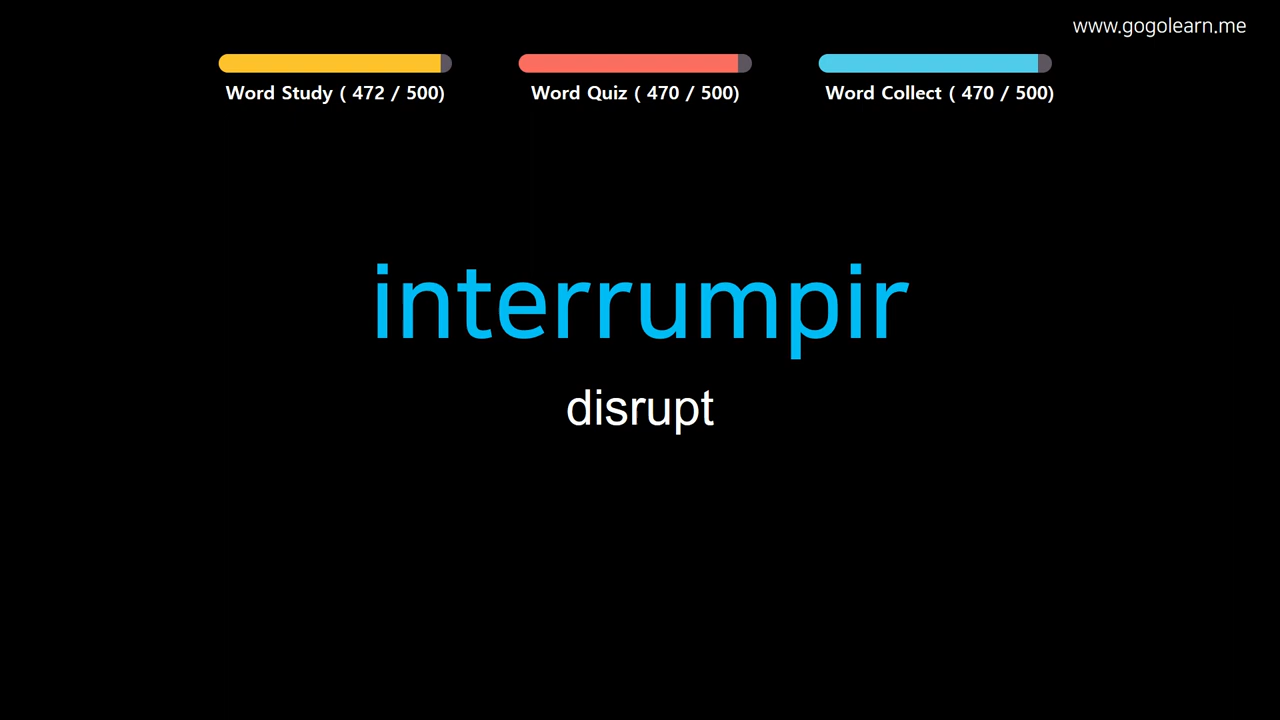 www.gogolearn.me
Word Study ( 472 / 500)
Word Quiz ( 470 / 500)
Word Collect ( 470 / 500)
interrumpir
disrupt